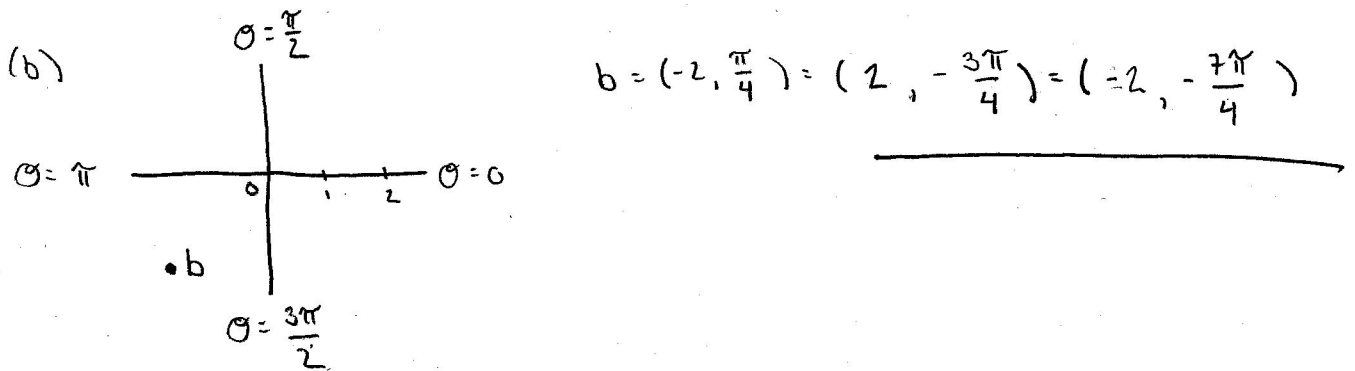 (b)
θ = π/2
b = (-2, π/4) = (2, -3π/4) = (-2, -7π/4)
θ = π
0 1 2
θ = 0
b
θ = 3π/2